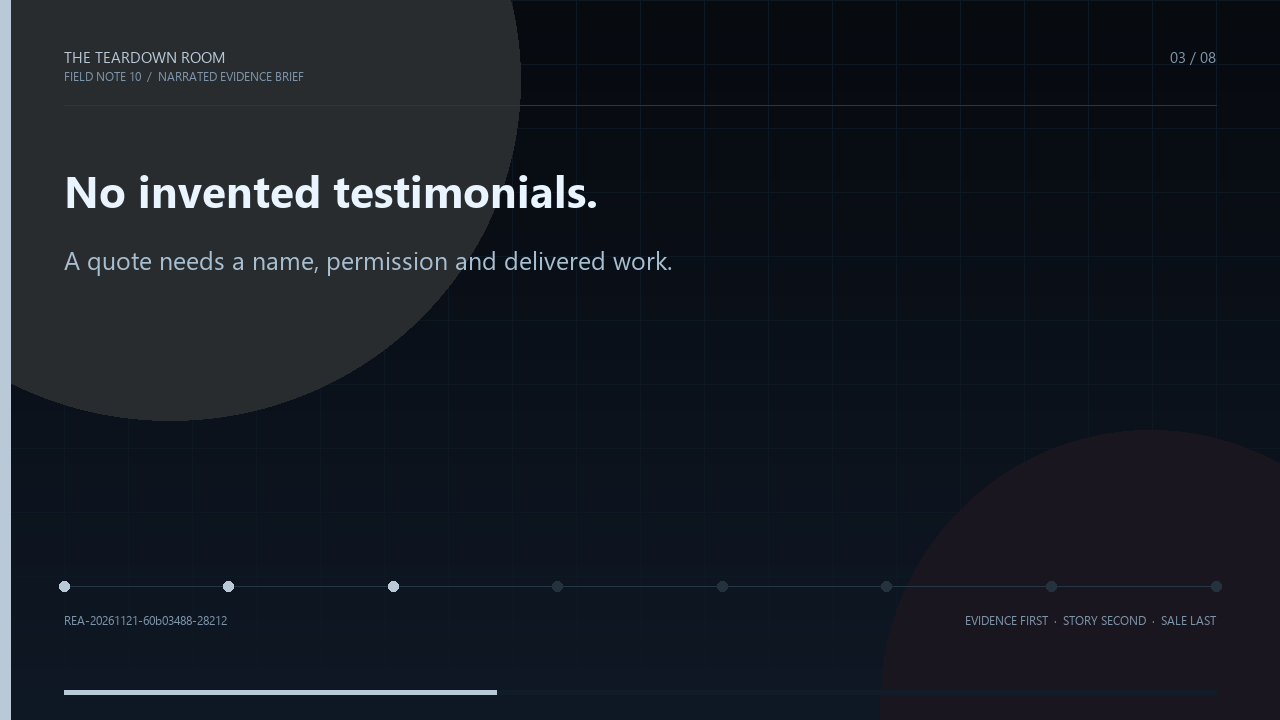 THE TEARDOWN ROOM
FIELD NOTE 10 / NARRATED EVIDENCE BRIEF
03 / 08
No invented testimonials.
A quote needs a name, permission and delivered work.
REA-20261121-60b03488-28212
EVIDENCE FIRST · STORY SECOND · SALE LAST